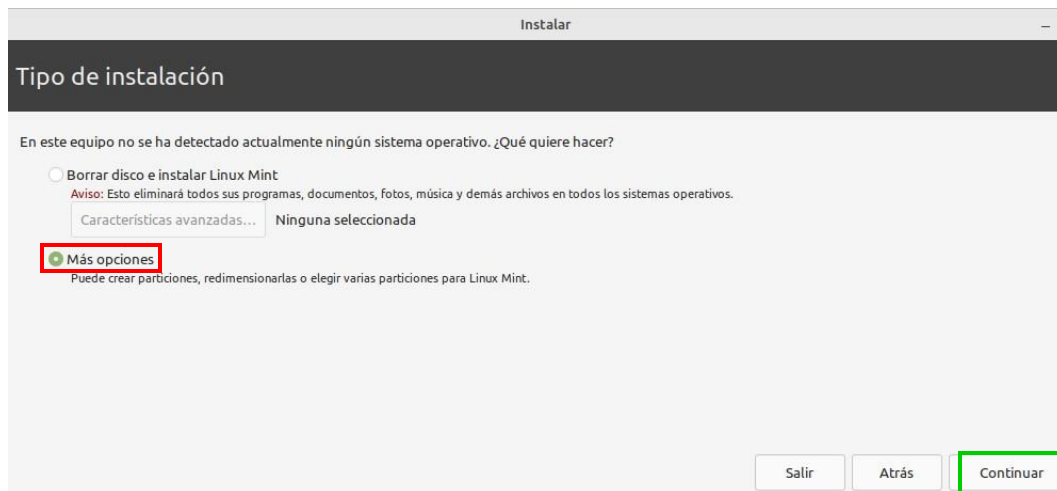 Instalar
Tipo de instalación
En este equipo no se ha detectado actualmente ningún sistema operativo. ¿Qué quiere hacer?
Borrar disco e instalar Linux Mint
Aviso: Esto eliminará todos sus programas, documentos, fotos, música y demás archivos en todos los sistemas operativos.
Características avanzadas... Ninguna seleccionada
Más opciones
Puede crear particiones, redimensionarlas o elegir varias particiones para Linux Mint.
Salir Atrás Continuar